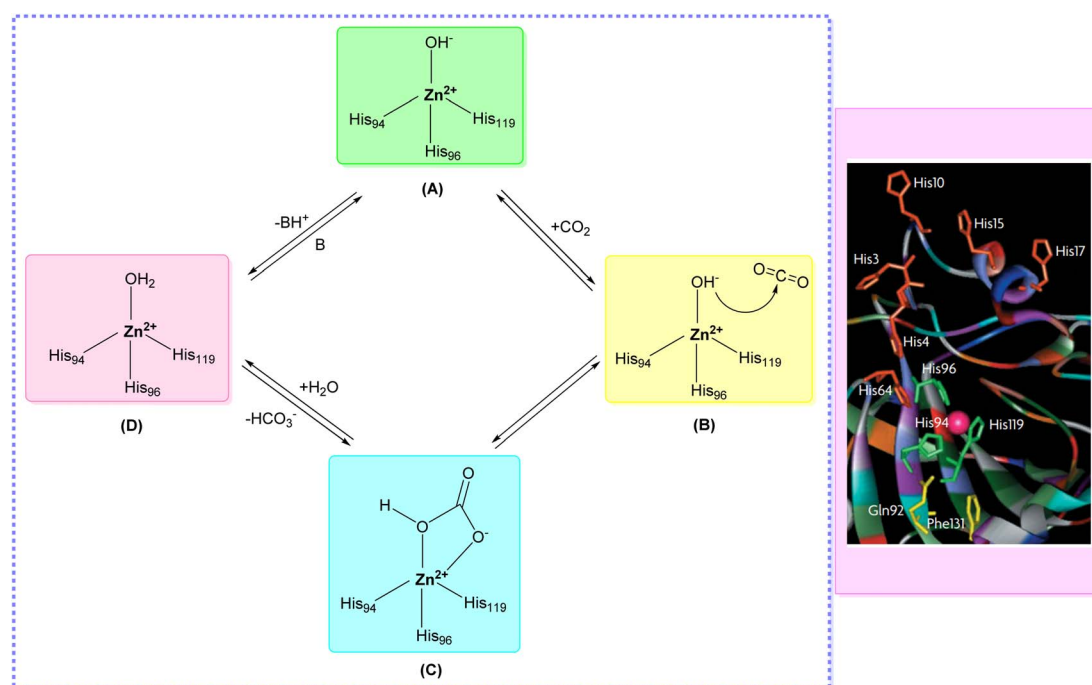 OH-
Zn2+
His94
His119
His96
(A)
-BH+
B
+CO2
OH2
Zn2+
His94
His119
His96
(D)
O=C=O
OH-
Zn2+
His94
His119
His96
(B)
+H2O
-HCO3-
O
H
O
O-
Zn2+
His94
His119
His96
(C)
His10
His15
His17
His3
His4
His96
His64
His94
His119
Gln92
Phe131